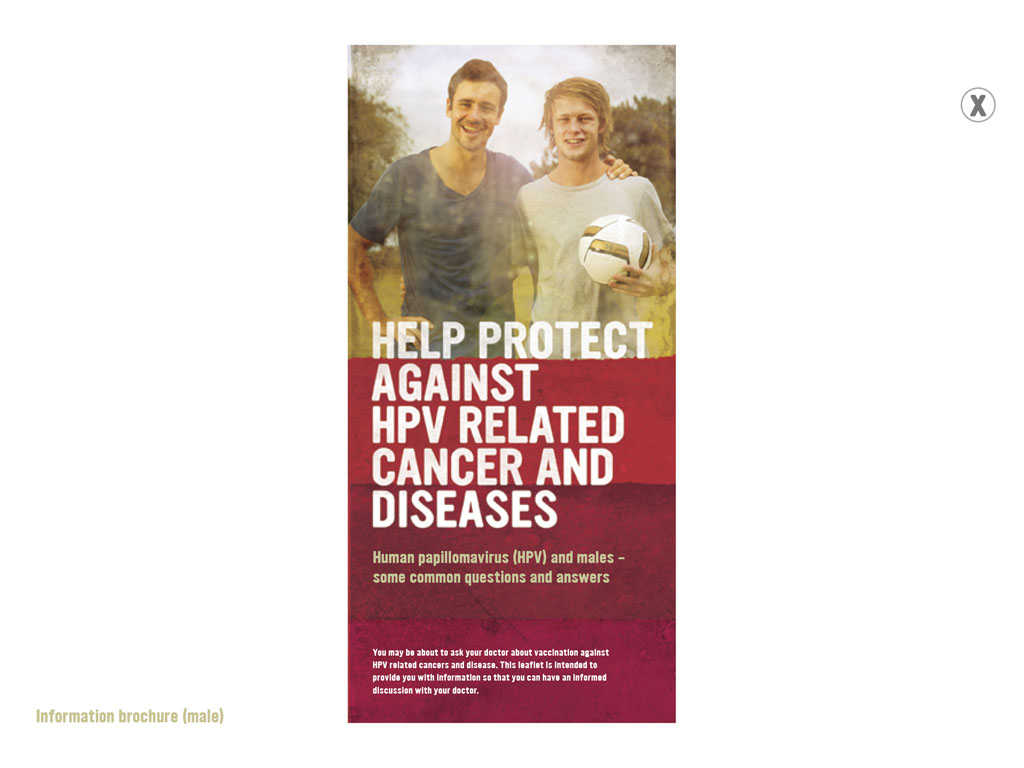 X
HELP PROTECT
AGAINST
HPV RELATED
CANCER AND
DISEASES
Human papillomavirus (HPV) and males –
some common questions and answers
You may be about to ask your doctor about vaccination against
HPV related cancers and disease. This leaflet is intended to
provide you with information so that you can have an informed
discussion with your doctor.
Information brochure (male)